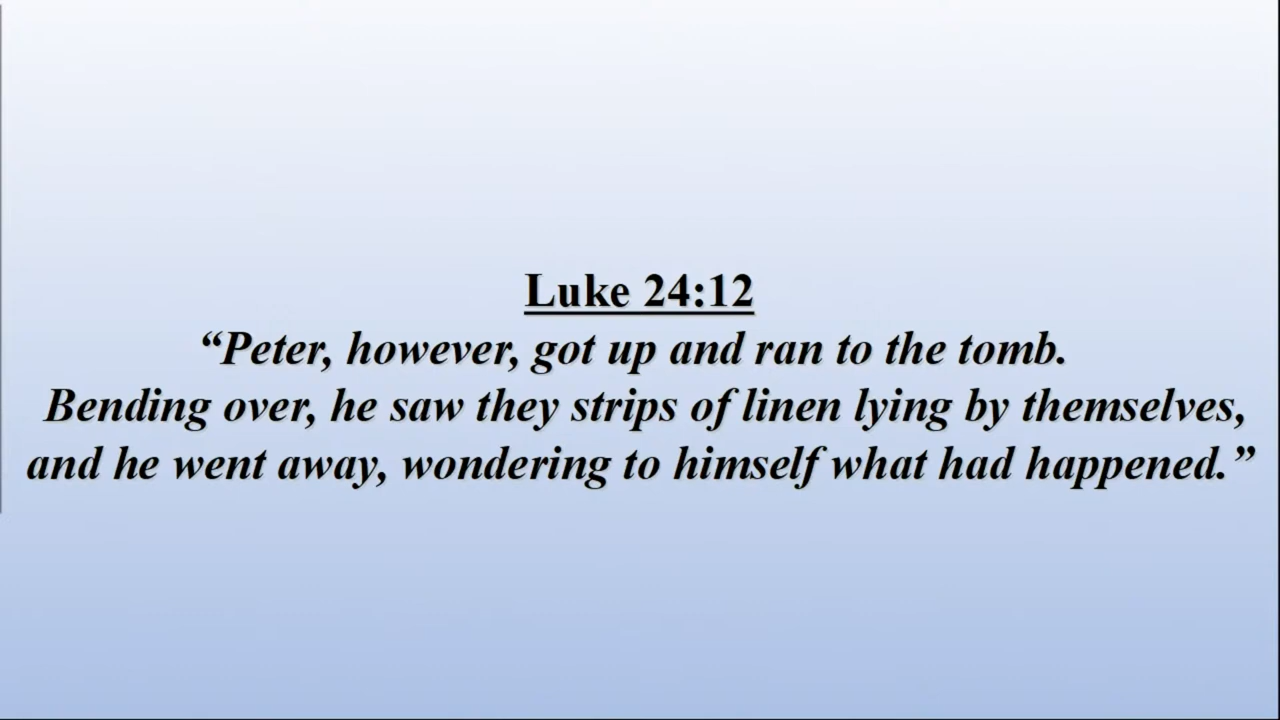 Luke 24:12
“Peter, however, got up and ran to the tomb.
Bending over, he saw they strips of linen lying by themselves,
and he went away, wondering to himself what had happened.”